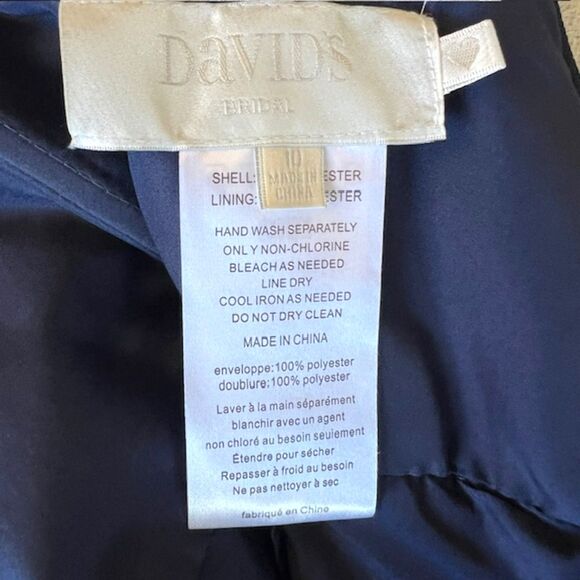 DAVID'S
BRIDAL
10
MADE IN
CHINA
SHELL: ESTER
LINING: ESTER
HAND WASH SEPARATELY
ONLY NON-CHLORINE
BLEACH AS NEEDED
LINE DRY
COOL IRON AS NEEDED
DO NOT DRY CLEAN
MADE IN CHINA
enveloppe:100% polyester
doublure;100% polyester
Laver à la main séparément
blanchir avec un agent
non chloré au besoin seulement
Étendre pour sécher
Repasser à froid au besoin
Ne pas nettoyer à sec
fabriqué en Chine